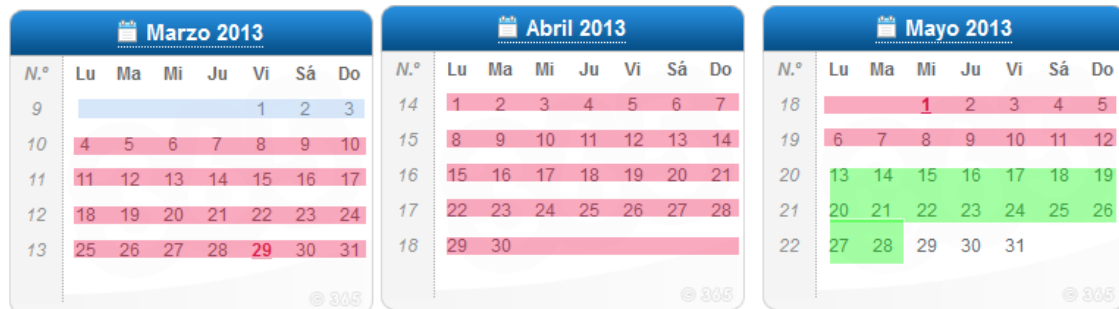 Marzo 2013
N.º Lu Ma Mi Ju Vi Sá Do
9 1 2 3
10 4 5 6 7 8 9 10
11 11 12 13 14 15 16 17
12 18 19 20 21 22 23 24
13 25 26 27 28 29 30 31
© 365
Abril 2013
N.º Lu Ma Mi Ju Vi Sá Do
14 1 2 3 4 5 6 7
15 8 9 10 11 12 13 14
16 15 16 17 18 19 20 21
17 22 23 24 25 26 27 28
18 29 30
© 365
Mayo 2013
N.º Lu Ma Mi Ju Vi Sá Do
18 1 2 3 4 5
19 6 7 8 9 10 11 12
20 13 14 15 16 17 18 19
21 20 21 22 23 24 25 26
22 27 28 29 30 31
© 365